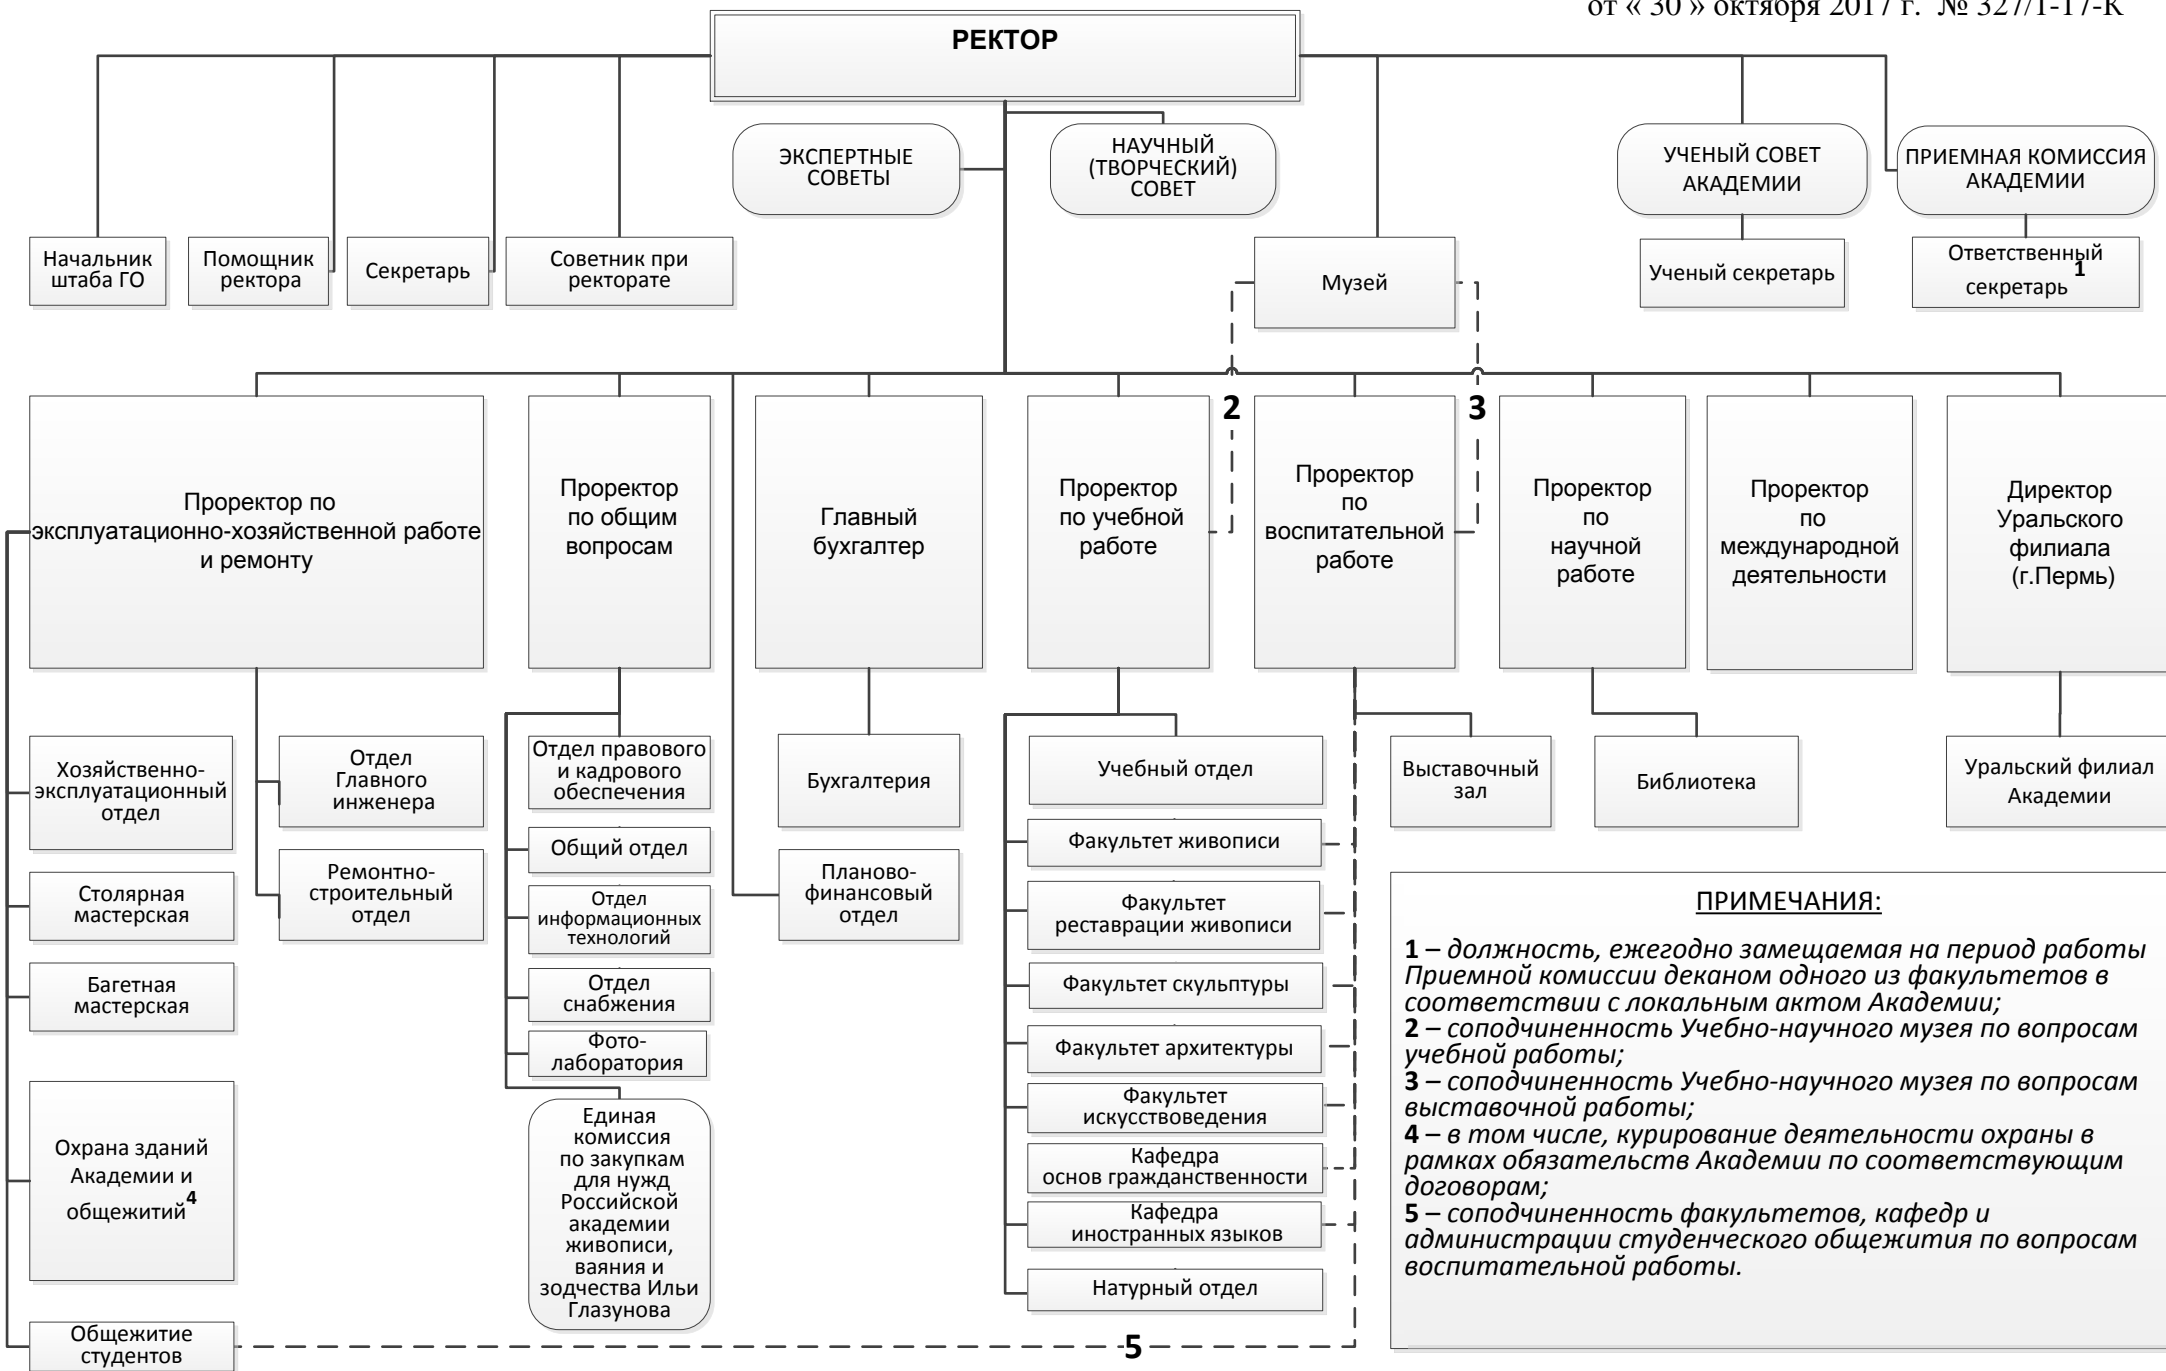 от « 30 » октября 2017 г. № 327/1-17-К
РЕКТОР
ЭКСПЕРТНЫЕ
СОВЕТЫ
НАУЧНЫЙ
(ТВОРЧЕСКИЙ)
СОВЕТ
УЧЕНЫЙ СОВЕТ
АКАДЕМИИ
ПРИЕМНАЯ КОМИССИЯ
АКАДЕМИИ
Начальник
штаба ГО
Помощник
ректора
Секретарь
Советник при
ректорате
Музей
Ученый секретарь
Ответственный
секретарь 1
2
3
Проректор по
эксплуатационно-хозяйственной работе
и ремонту
Проректор
по общим
вопросам
Главный
бухгалтер
Проректор
по учебной
работе
Проректор
по
воспитательной
работе
Проректор
по
научной
работе
Проректор
по
международной
деятельности
Директор
Уральского
филиала
(г.Пермь)
Хозяйственно-
эксплуатационный
отдел
Столярная
мастерская
Багетная
мастерская
Охрана зданий
Академии и
общежитий 4
Общежитие
студентов
Отдел
Главного
инженера
Ремонтно-
строительный
отдел
Отдел правового
и кадрового
обеспечения
Общий отдел
Отдел
информационных
технологий
Отдел
снабжения
Фото-
лаборатория
Единая
комиссия
по закупкам
для нужд
Российской
академии
живописи,
ваяния и
зодчества Ильи
Глазунова
Бухгалтерия
Планово-
финансовый
отдел
Учебный отдел
Факультет живописи
Факультет
реставрации живописи
Факультет скульптуры
Факультет архитектуры
Факультет
искусствоведения
Кафедра
основ гражданственности
Кафедра
иностранных языков
Натурный отдел
5
Выставочный
зал
Библиотека
Уральский филиал
Академии
ПРИМЕЧАНИЯ:
1 – должность, ежегодно замещаемая на период работы
Приемной комиссии деканом одного из факультетов в
соответствии с локальным актом Академии;
2 – соподчиненность Учебно-научного музея по вопросам
учебной работы;
3 – соподчиненность Учебно-научного музея по вопросам
выставочной работы;
4 – в том числе, курирование деятельности охраны в
рамках обязательств Академии по соответствующим
договорам;
5 – соподчиненность факультетов, кафедр и
администрации студенческого общежития по вопросам
воспитательной работы.